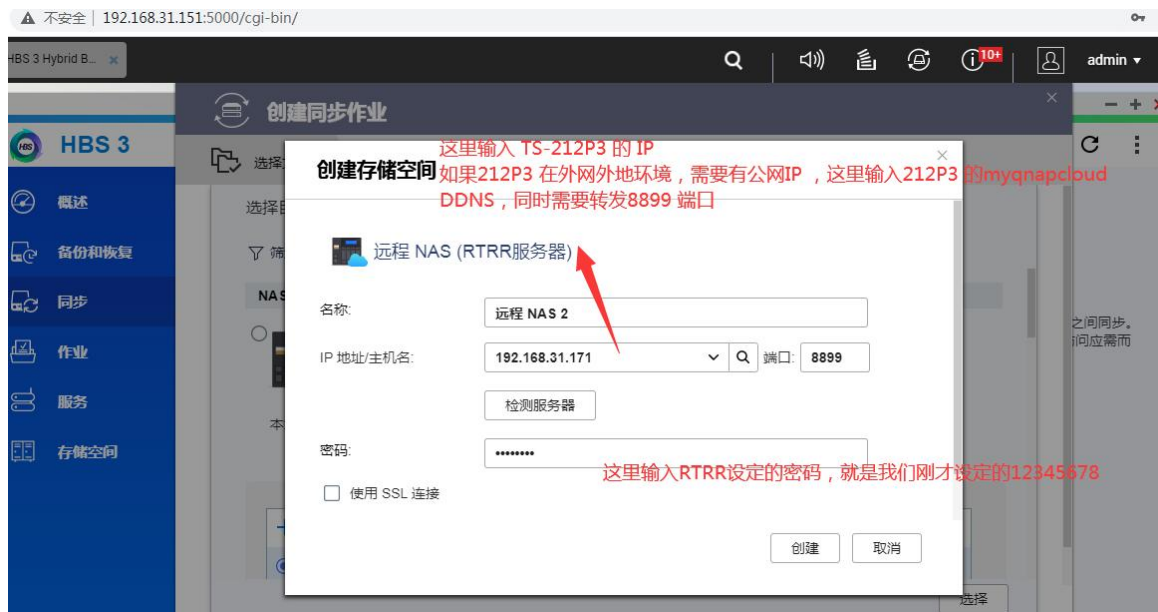 不安全 | 192.168.31.151:5000/cgi-bin/
HBS 3 Hybrid B...
10+
admin
创建同步作业
HBS
HBS 3
选择
概述
备份和恢复
同步
作业
服务
存储空间
选择
筛
NAS
本
创建存储空间
这里输入 TS-212P3 的 IP
如果212P3 在外网外地环境，需要有公网IP ，这里输入212P3 的myqnapcloud
DDNS，同时需要转发8899 端口
远程 NAS (RTRR服务器)
名称:
远程 NAS 2
IP 地址/主机名:
192.168.31.171
端口:
8899
检测服务器
密码:
••••••••
这里输入RTRR设定的密码，就是我们刚才设定的12345678
使用 SSL 连接
创建
取消
之间同步。
问应需而
选择